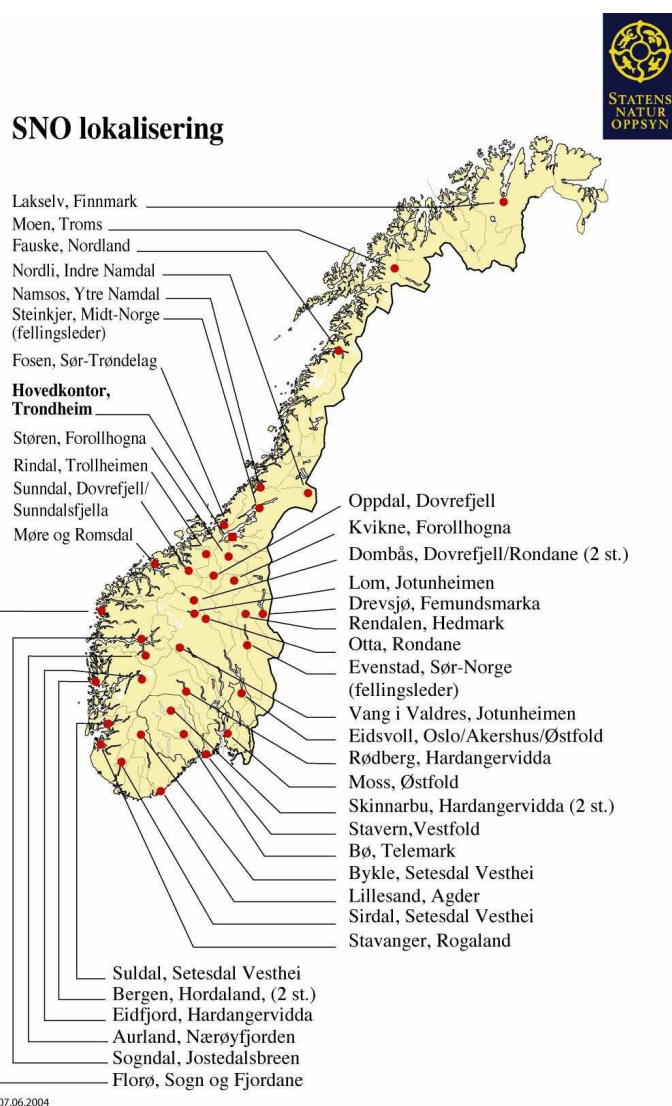 STATENS
NATUR
OPPSYN
SNO lokalisering
Lakselv, Finnmark
Moen, Troms
Fauske, Nordland
Nordli, Indre Namdal
Namsos, Ytre Namdal
Steinkjer, Midt-Norge
(fellingsleder)
Fosen, Sør-Trøndelag
Hovedkontor,
Trondheim
Støren, Forollhogna
Rindal, Trollheimen
Sunndal, Dovrefjell/
Sunndalsfjella
Møre og Romsdal
Oppdal, Dovrefjell
Kvikne, Forollhogna
Dombås, Dovrefjell/Rondane (2 st.)
Lom, Jotunheimen
Drevsjø, Femundsmarka
Rendalen, Hedmark
Otta, Rondane
Evenstad, Sør-Norge
(fellingsleder)
Vang i Valdres, Jotunheimen
Eidsvoll, Oslo/Akershus/Østfold
Rødberg, Hardangervidda
Moss, Østfold
Skinnarbu, Hardangervidda (2 st.)
Stavern,Vestfold
Bø, Telemark
Bykle, Setesdal Vesthei
Lillesand, Agder
Sirdal, Setesdal Vesthei
Stavanger, Rogaland
Suldal, Setesdal Vesthei
Bergen, Hordaland, (2 st.)
Eidfjord, Hardangervidda
Aurland, Nærøyfjorden
Sogndal, Jostedalsbreen
Florø, Sogn og Fjordane
07.06.2004